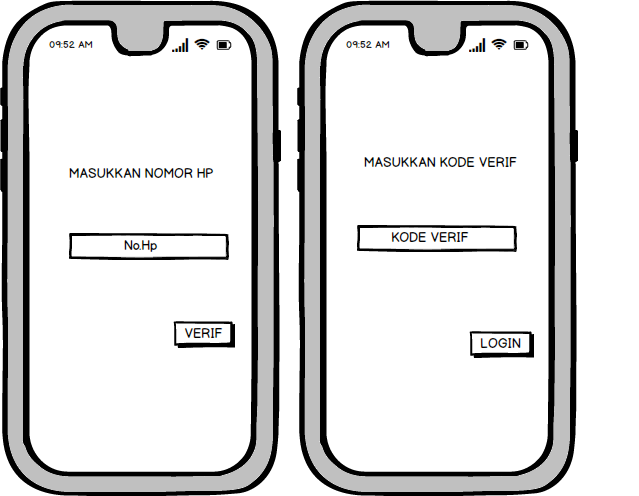 09:52 AM
MASUKKAN NOMOR HP
No.Hp
VERIF
09:52 AM
MASUKKAN KODE VERIF
KODE VERIF
LOGIN